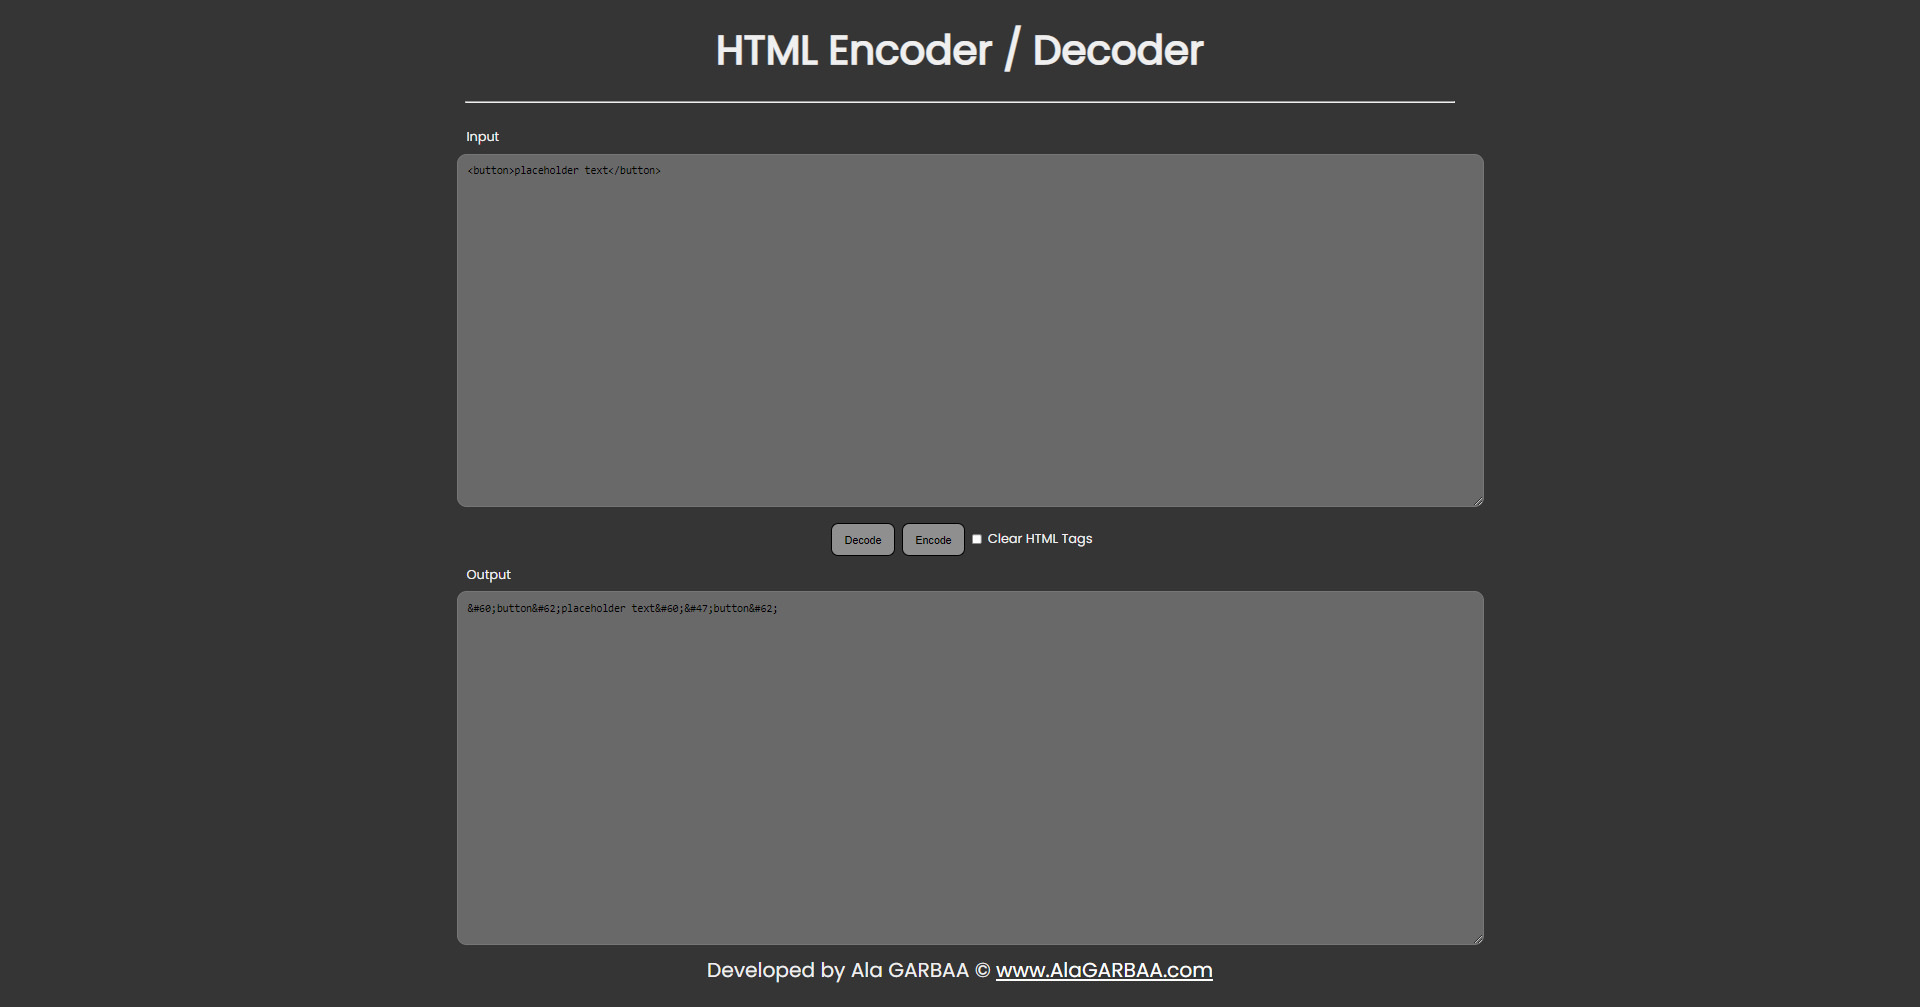 HTML Encoder / Decoder
Input
<button>placeholder text</button>
Decode Encode Clear HTML Tags
Output
&#60;button&#62;placeholder text&#60;&#47;button&#62;
Developed by Ala GARBAA © www.AlaGARBAA.com